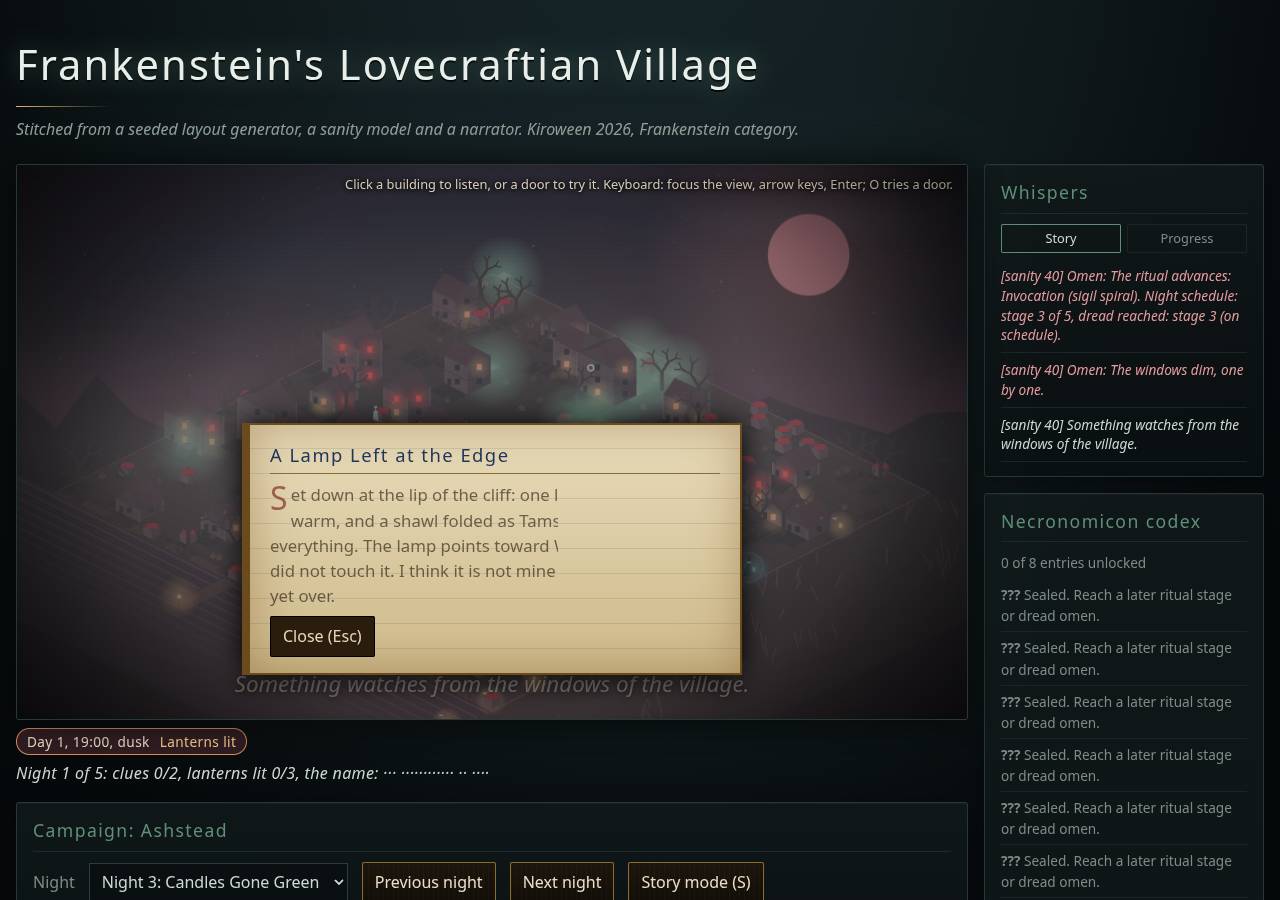 Frankenstein's Lovecraftian Village
Stitched from a seeded layout generator, a sanity model and a narrator. Kiroween 2026, Frankenstein category.
Click a building to listen, or a door to try it. Keyboard: focus the view, arrow keys, Enter; O tries a door.
A Lamp Left at the Edge
Set down at the lip of the cliff: one
warm, and a shawl folded as
everything. The lamp points toward
did not touch it. I think it is not mine
yet over.
Close (Esc)
Something watches from the windows of the village.
Day 1, 19:00, dusk Lanterns lit
Night 1 of 5: clues 0/2, lanterns lit 0/3, the name: ··· ············ ·· ····
Campaign: Ashstead
Night Night 3: Candles Gone Green Previous night Next night Story mode (S)
Whispers
Story Progress
[sanity 40] Omen: The ritual advances:
Invocation (sigil spiral). Night schedule:
stage 3 of 5, dread reached: stage 3 (on
schedule).
[sanity 40] Omen: The windows dim, one
by one.
[sanity 40] Something watches from the
windows of the village.
Necronomicon codex
0 of 8 entries unlocked
??? Sealed. Reach a later ritual stage
or dread omen.
??? Sealed. Reach a later ritual stage
or dread omen.
??? Sealed. Reach a later ritual stage
or dread omen.
??? Sealed. Reach a later ritual stage
or dread omen.
??? Sealed. Reach a later ritual stage
or dread omen.
??? Sealed. Reach a later ritual stage
or dread omen.